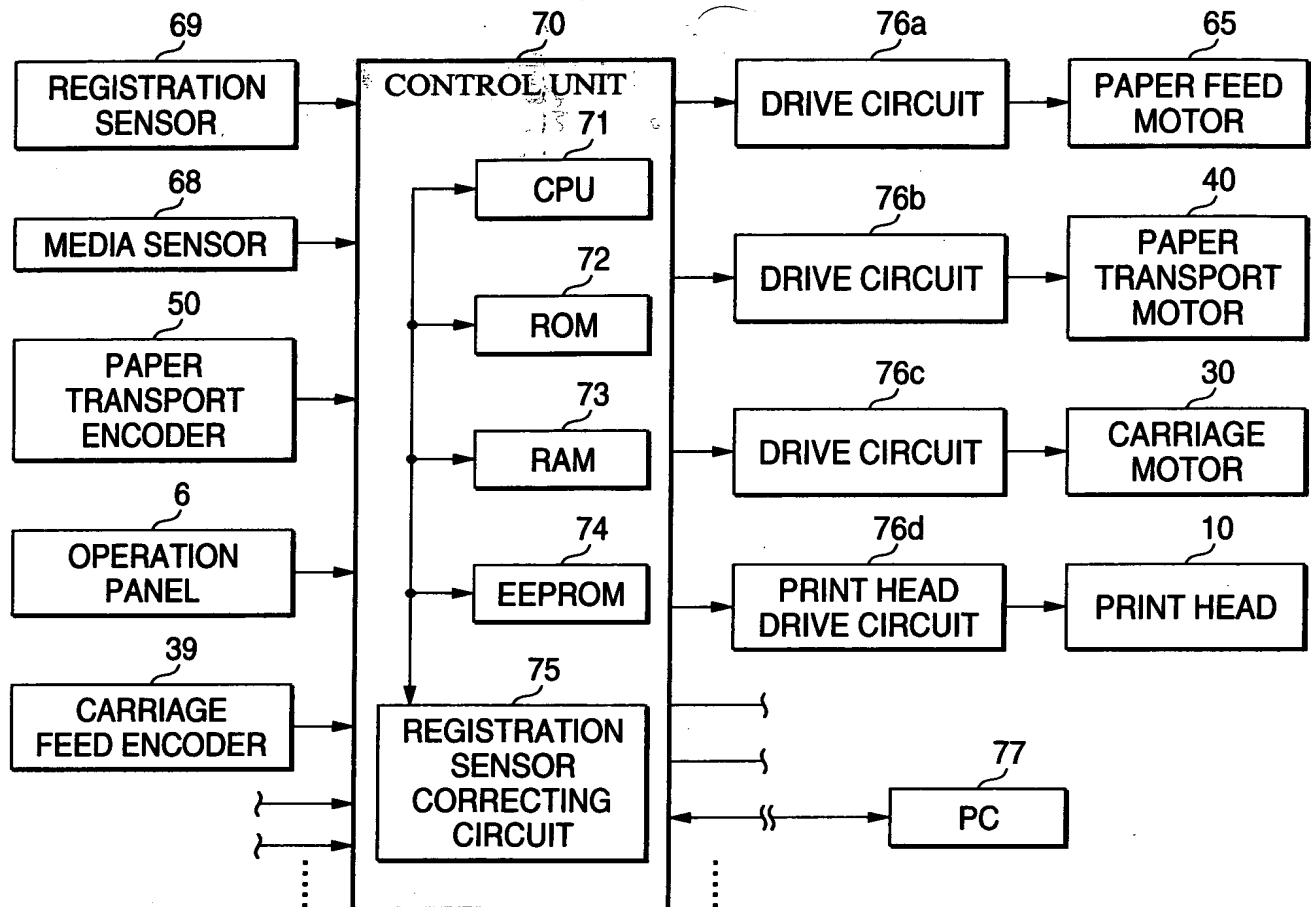 69
REGISTRATION
SENSOR
68
MEDIA SENSOR
50
PAPER
TRANSPORT
ENCODER
6
OPERATION
PANEL
39
CARRIAGE
FEED ENCODER
70
CONTROL UNIT
71
CPU
72
ROM
73
RAM
74
EEPROM
75
REGISTRATION
SENSOR
CORRECTING
CIRCUIT
76a
DRIVE CIRCUIT
65
PAPER FEED
MOTOR
76b
DRIVE CIRCUIT
40
PAPER
TRANSPORT
MOTOR
76c
DRIVE CIRCUIT
30
CARRIAGE
MOTOR
76d
PRINT HEAD
DRIVE CIRCUIT
10
PRINT HEAD
77
PC